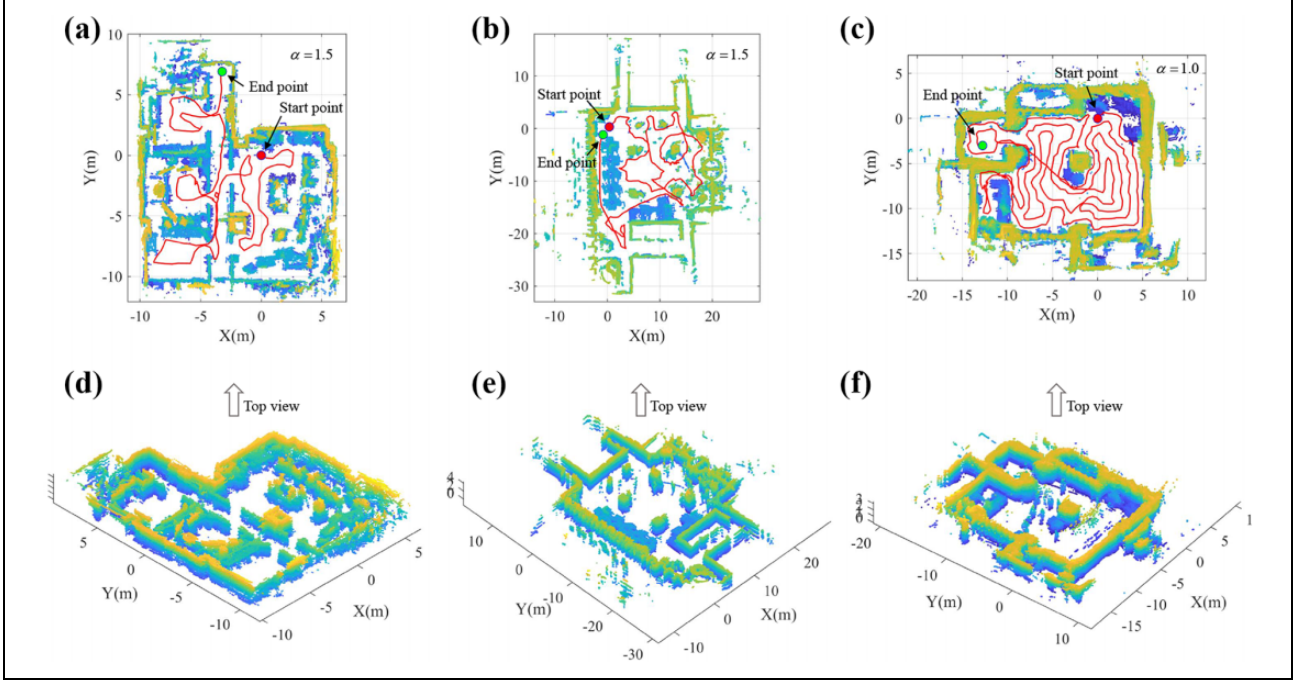 (a)
10
5
0
-5
-10
Y(m)
-10
-5
0
5
X(m)
α = 1.5
End point
Start point
(b)
10
0
-10
-20
-30
Y(m)
-10
0
10
20
X(m)
α = 1.5
Start point
End point
(c)
5
0
-5
-10
-15
Y(m)
-20
-15
-10
-5
0
5
10
X(m)
α = 1.0
Start point
End point
(d)
Top view
5
0
-5
-10
Y(m)
-10
-5
0
5
X(m)
(e)
Top view
4
0
10
0
-10
-20
-30
Y(m)
-10
0
10
20
X(m)
(f)
Top view
0
-20
-10
0
10
Y(m)
-15
-10
-5
0
5
1
X(m)